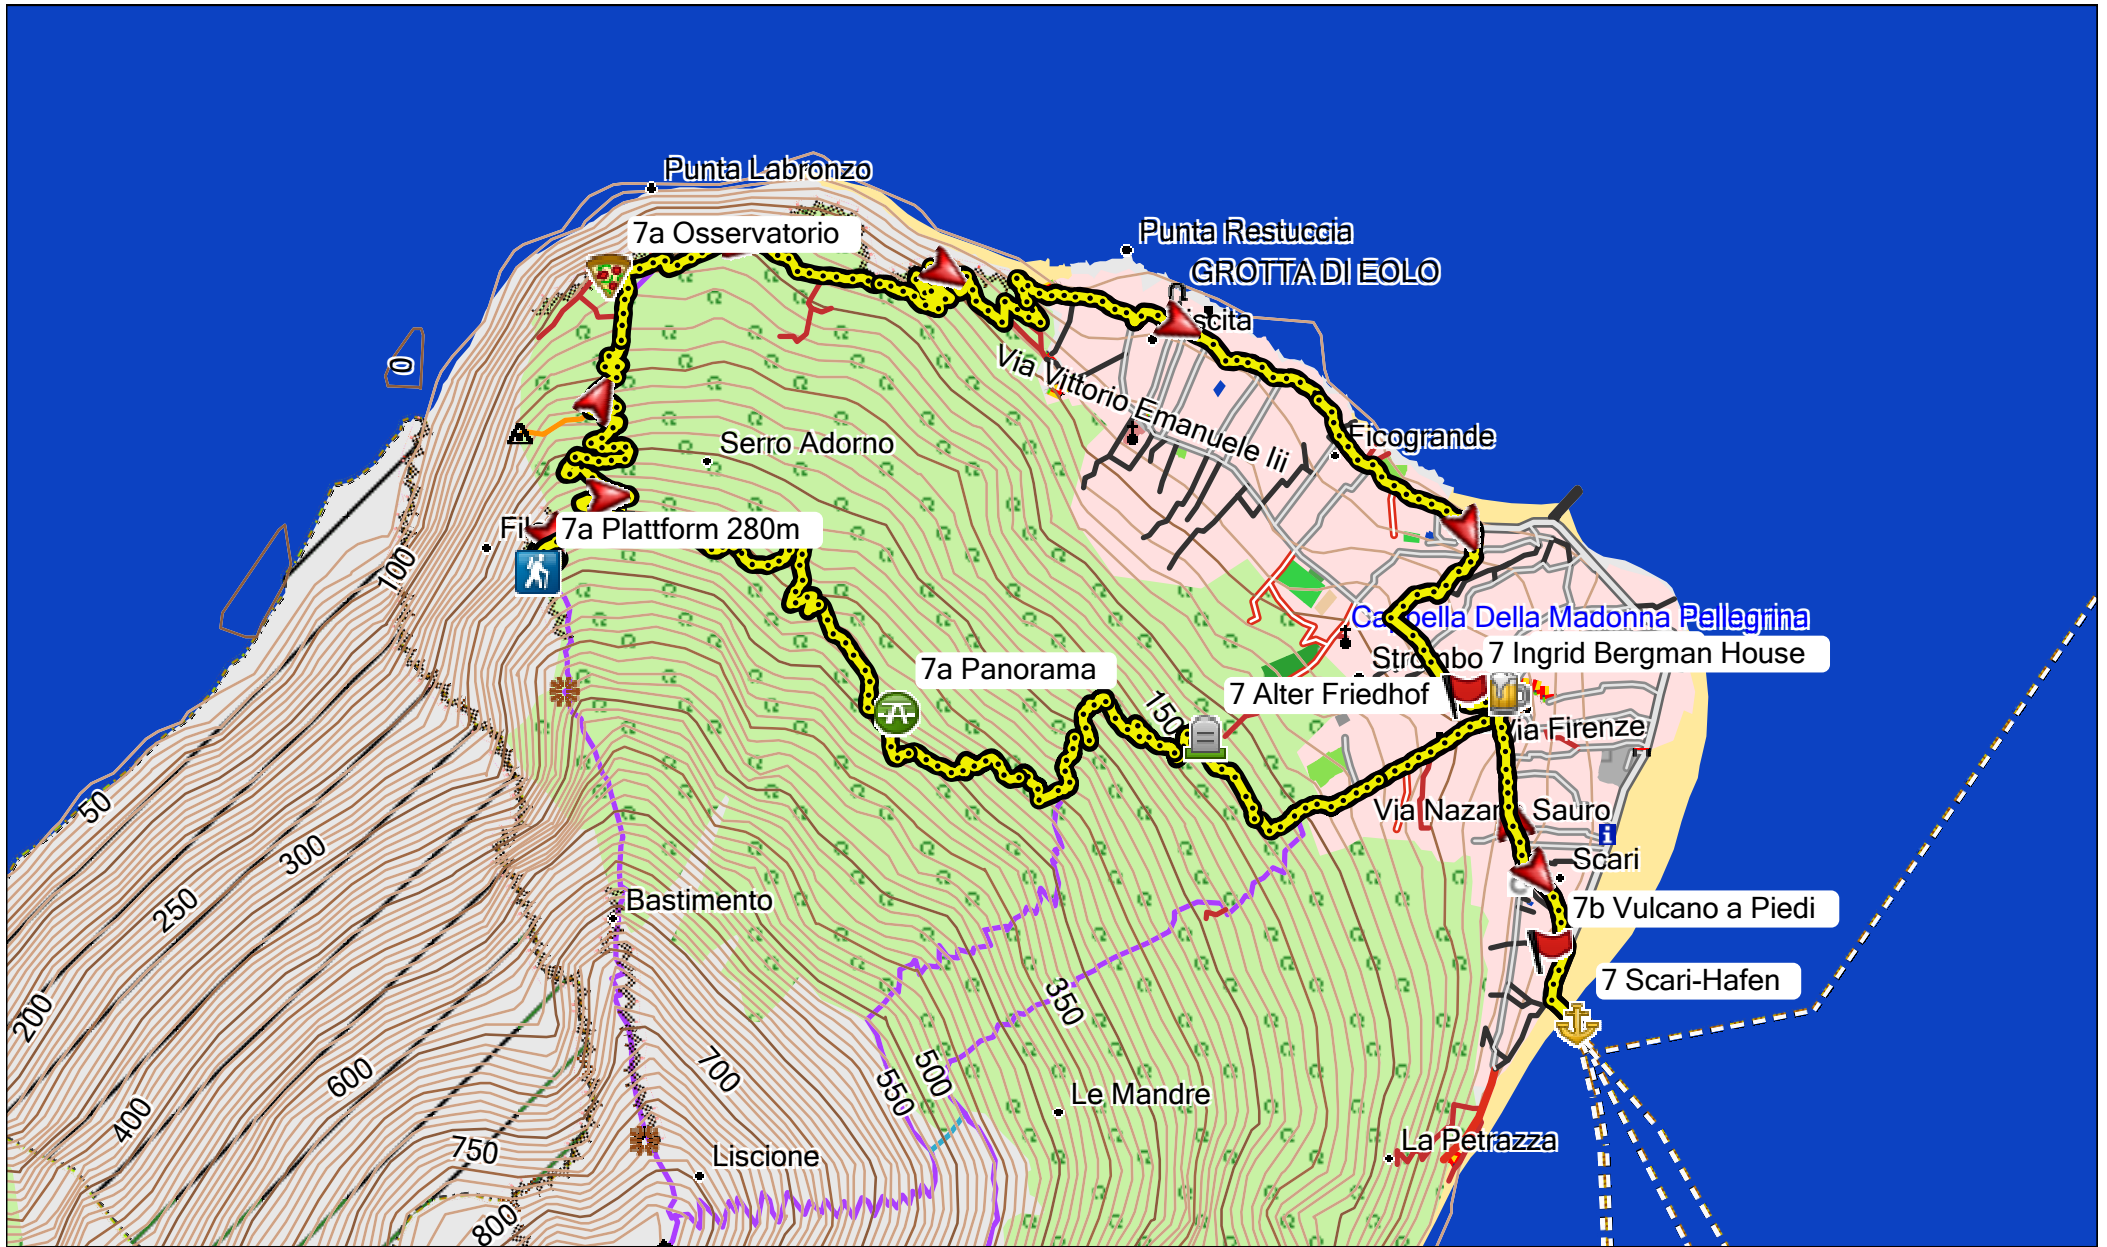 Punta Labronzo
7a Osservatorio
Punta Restuccia
GROTTA DI EOLO
0
Via Vittorio Emanuele Iii
Serro Adorno
Ficogrande
7a Plattform 280m
100
Cappella Della Madonna Pellegrina
7 Ingrid Bergman House
7a Panorama
7 Alter Friedhof
150
Via Firenze
50
Via Nazario Sauro
300
Scari
250
Bastimento
7b Vulcano a Piedi
7 Scari-Hafen
200
350
700
500
550
600
400
Le Mandre
750
Liscione
La Petrazza
800